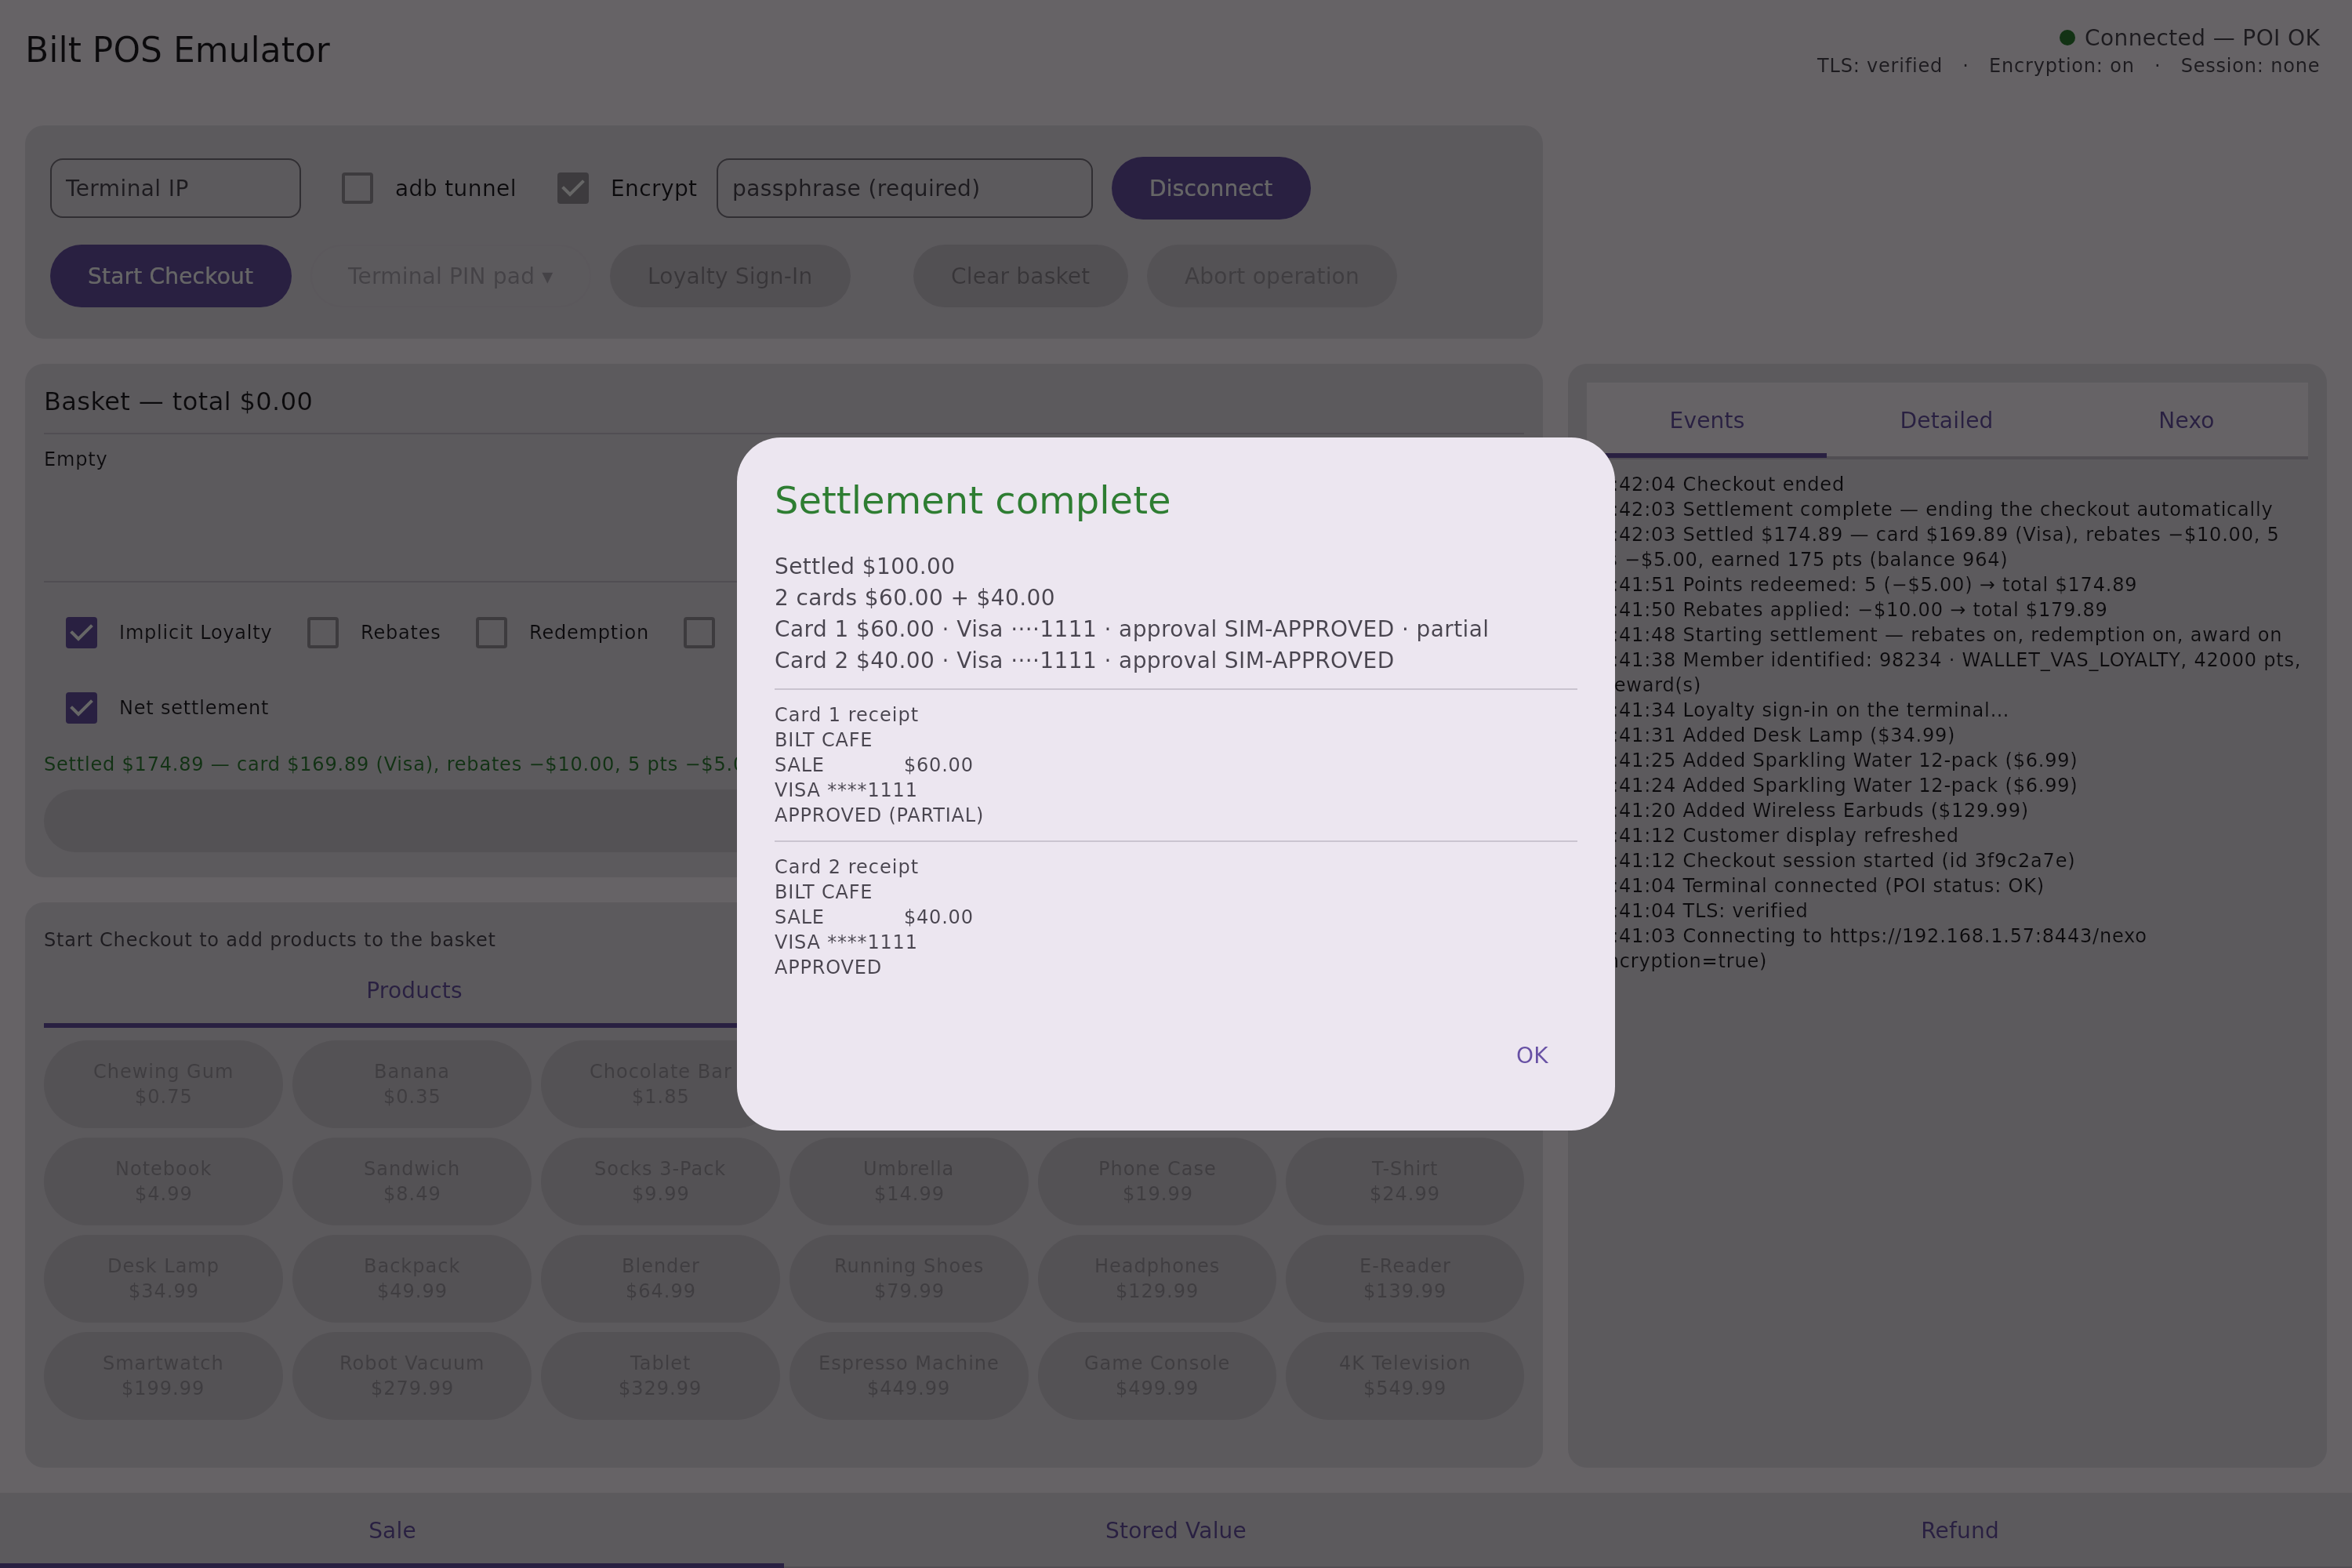 Bilt POS Emulator
Connected — POI OK
TLS: verified · Encryption: on · Session: none
Terminal IP
adb tunnel
Encrypt
passphrase (required)
Disconnect
Start Checkout
Terminal PIN pad ▾
Loyalty Sign-In
Clear basket
Abort operation
Basket — total $0.00
Empty
Implicit Loyalty
Rebates
Redemption
Net settlement
Settled $174.89 — card $169.89 (Visa), rebates −$10.00, 5 pts −$5.0
Start Checkout to add products to the basket
Products
Chewing Gum
$0.75
Banana
$0.35
Chocolate Bar
$1.85
Notebook
$4.99
Sandwich
$8.49
Socks 3-Pack
$9.99
Umbrella
$14.99
Phone Case
$19.99
T-Shirt
$24.99
Desk Lamp
$34.99
Backpack
$49.99
Blender
$64.99
Running Shoes
$79.99
Headphones
$129.99
E-Reader
$139.99
Smartwatch
$199.99
Robot Vacuum
$279.99
Tablet
$329.99
Espresso Machine
$449.99
Game Console
$499.99
4K Television
$549.99
Settlement complete
Settled $100.00
2 cards $60.00 + $40.00
Card 1 $60.00 · Visa ····1111 · approval SIM-APPROVED · partial
Card 2 $40.00 · Visa ····1111 · approval SIM-APPROVED
Card 1 receipt
BILT CAFE
SALE $60.00
VISA ****1111
APPROVED (PARTIAL)
Card 2 receipt
BILT CAFE
SALE $40.00
VISA ****1111
APPROVED
OK
Events
Detailed
Nexo
:42:04 Checkout ended
:42:03 Settlement complete — ending the checkout automatically
:42:03 Settled $174.89 — card $169.89 (Visa), rebates −$10.00, 5
−$5.00, earned 175 pts (balance 964)
:41:51 Points redeemed: 5 (−$5.00) → total $174.89
:41:50 Rebates applied: −$10.00 → total $179.89
:41:48 Starting settlement — rebates on, redemption on, award on
:41:38 Member identified: 98234 · WALLET_VAS_LOYALTY, 42000 pts,
eward(s)
:41:34 Loyalty sign-in on the terminal…
:41:31 Added Desk Lamp ($34.99)
:41:25 Added Sparkling Water 12-pack ($6.99)
:41:24 Added Sparkling Water 12-pack ($6.99)
:41:20 Added Wireless Earbuds ($129.99)
:41:12 Customer display refreshed
:41:12 Checkout session started (id 3f9c2a7e)
:41:04 Terminal connected (POI status: OK)
:41:04 TLS: verified
:41:03 Connecting to https://192.168.1.57:8443/nexo
ncryption=true)
Sale
Stored Value
Refund